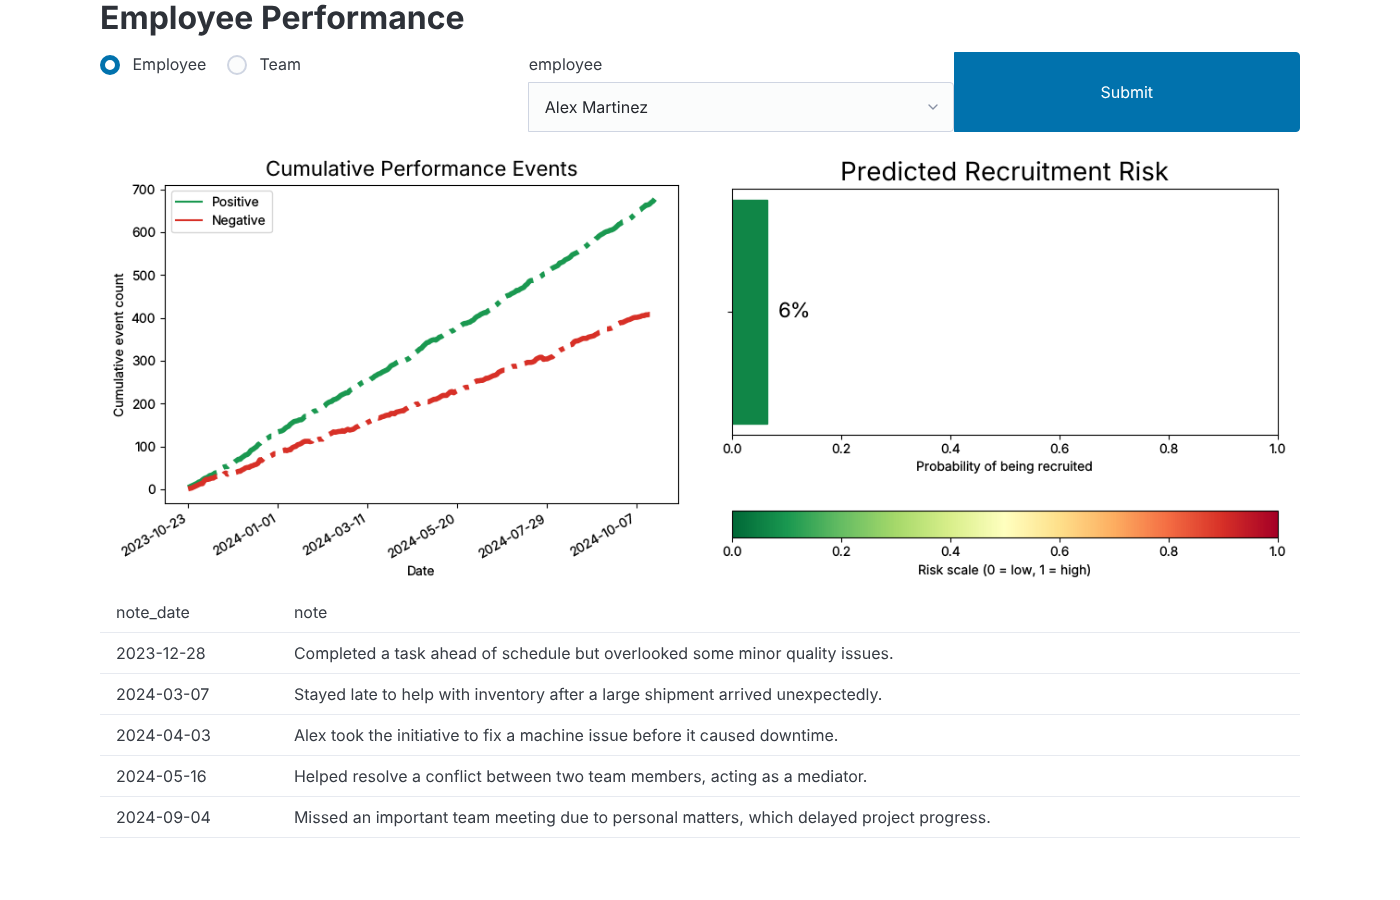 Employee Performance
Employee
Team
employee
Alex Martinez
Submit
Cumulative Performance Events
Positive
Negative
Cumulative event count
700
600
500
400
300
200
100
0
2023-10-23
2024-01-01
2024-03-11
2024-05-20
2024-07-29
2024-10-07
Date
Predicted Recruitment Risk
6%
0.0 0.2 0.4 0.6 0.8 1.0
Probability of being recruited
0.0 0.2 0.4 0.6 0.8 1.0
Risk scale (0 = low, 1 = high)
note_date note
2023-12-28 Completed a task ahead of schedule but overlooked some minor quality issues.
2024-03-07 Stayed late to help with inventory after a large shipment arrived unexpectedly.
2024-04-03 Alex took the initiative to fix a machine issue before it caused downtime.
2024-05-16 Helped resolve a conflict between two team members, acting as a mediator.
2024-09-04 Missed an important team meeting due to personal matters, which delayed project progress.